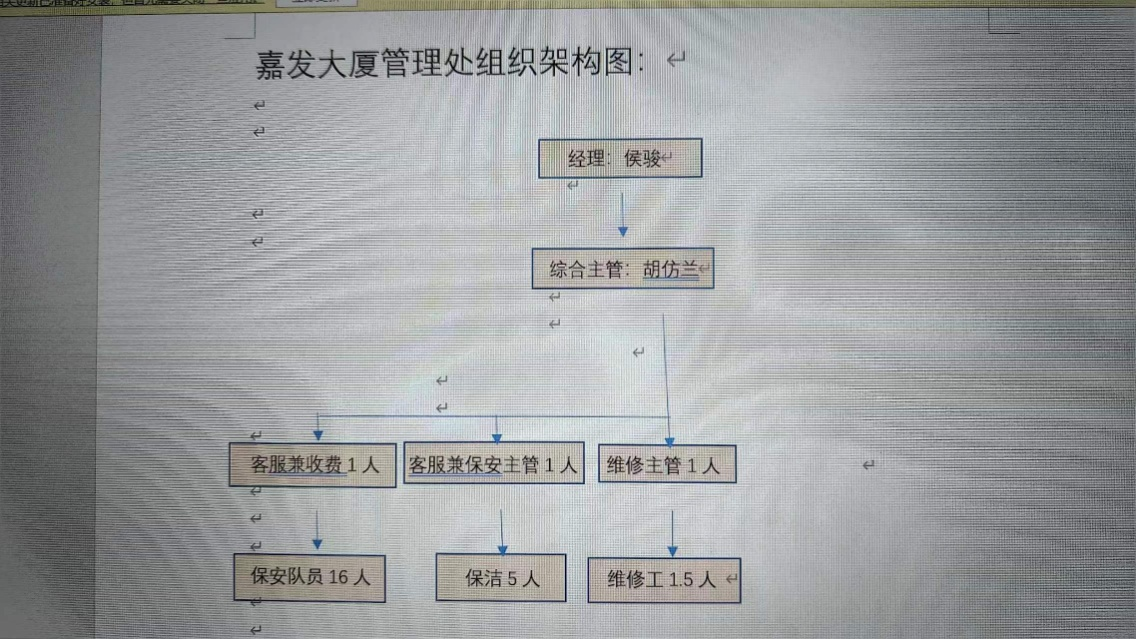 嘉发大厦管理处组织架构图：
经理：侯骏
综合主管：胡仿兰
客服兼收费1人
客服兼保安主管1人
维修主管1人
保安队员16人
保洁5人
维修工1.5人